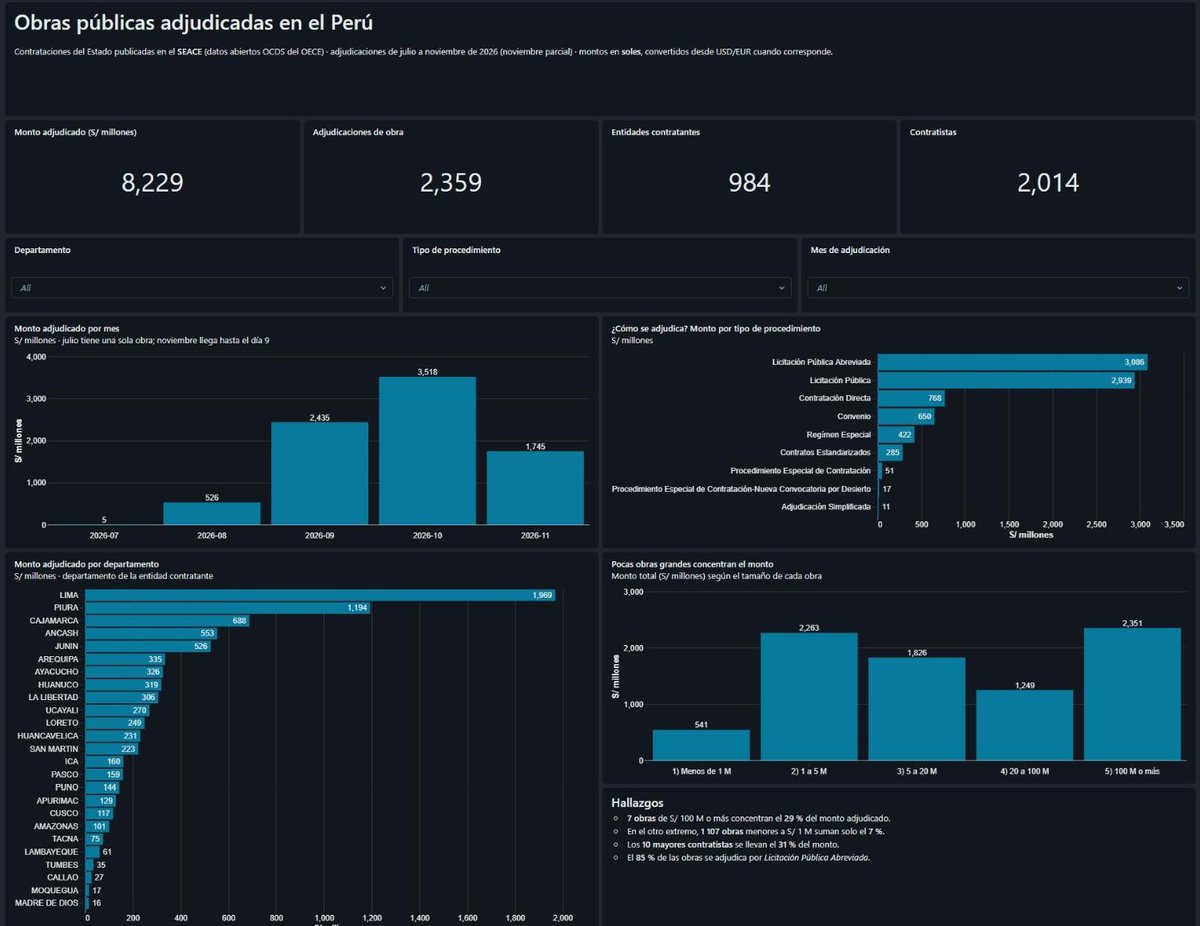 Obras públicas adjudicadas en el Perú
Contrataciones del Estado publicadas en el SEACE (datos abiertos OCDS del OECE) · adjudicaciones de julio a noviembre de 2026 (noviembre parcial) · montos en soles, convertidos desde USD/EUR cuando corresponde.
Monto adjudicado (S/ millones)
8,229
Adjudicaciones de obra
2,359
Entidades contratantes
984
Contratistas
2,014
Departamento
All
Tipo de procedimiento
All
Mes de adjudicación
All
Monto adjudicado por mes
S/ millones · julio tiene una sola obra; noviembre llega hasta el día 9
S/ millones
4,000
3,000
2,000
1,000
0
5
526
2,435
3,518
1,745
2026-07
2026-08
2026-09
2026-10
2026-11
¿Cómo se adjudica? Monto por tipo de procedimiento
S/ millones
Licitación Pública Abreviada 3,086
Licitación Pública 2,939
Contratación Directa 768
Convenio 650
Regímen Especial 422
Contratos Estandarizados 285
Procedimiento Especial de Contratación 51
Procedimiento Especial de Contratación-Nueva Convocatoria por Desierto 17
Adjudicación Simplificada 11
0 500 1,000 1,500 2,000 2,500 3,000 3,500
S/ millones
Monto adjudicado por departamento
S/ millones · departamento de la entidad contratante
LIMA 1,969
PIURA 1,194
CAJAMARCA 688
ANCASH 553
JUNIN 526
AREQUIPA 335
AYACUCHO 326
HUANUCO 319
LA LIBERTAD 306
UCAYALI 270
LORETO 249
HUANCAVELICA 231
SAN MARTIN 223
ICA 160
PASCO 159
PUNO 144
APURIMAC 129
CUSCO 117
AMAZONAS 101
TACNA 75
LAMBAYEQUE 61
TUMBES 35
CALLAO 27
MOQUEGUA 17
MADRE DE DIOS 16
0 200 400 600 800 1,000 1,200 1,400 1,600 1,800 2,000
Pocas obras grandes concentran el monto
Monto total (S/ millones) según el tamaño de cada obra
S/ millones
3,000
2,000
1,000
0
541
2,263
1,826
1,249
2,351
1) Menos de 1 M
2) 1 a 5 M
3) 5 a 20 M
4) 20 a 100 M
5) 100 M o más
Hallazgos
7 obras de S/ 100 M o más concentran el 29 % del monto adjudicado.
En el otro extremo, 1 107 obras menores a S/ 1 M suman solo el 7 %.
Los 10 mayores contratistas se llevan el 31 % del monto.
El 85 % de las obras se adjudica por Licitación Pública Abreviada.